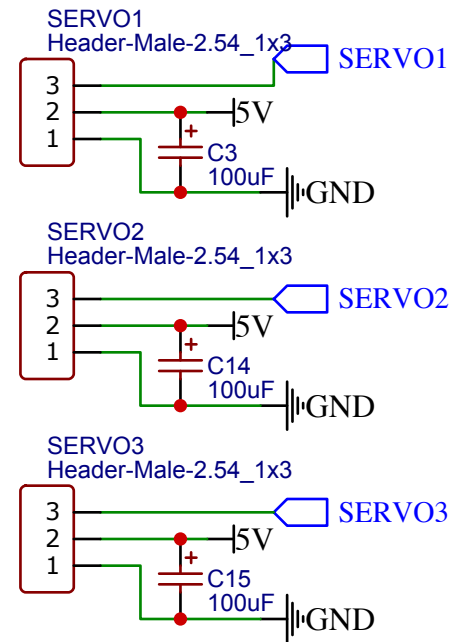 SERVO1
Header-Male-2.54_1x3
SERVO1
3
2
1
5V
+
C3
100uF
GND
SERVO2
Header-Male-2.54_1x3
3
2
1
SERVO2
5V
+
C14
100uF
GND
SERVO3
Header-Male-2.54_1x3
3
2
1
SERVO3
5V
+
C15
100uF
GND